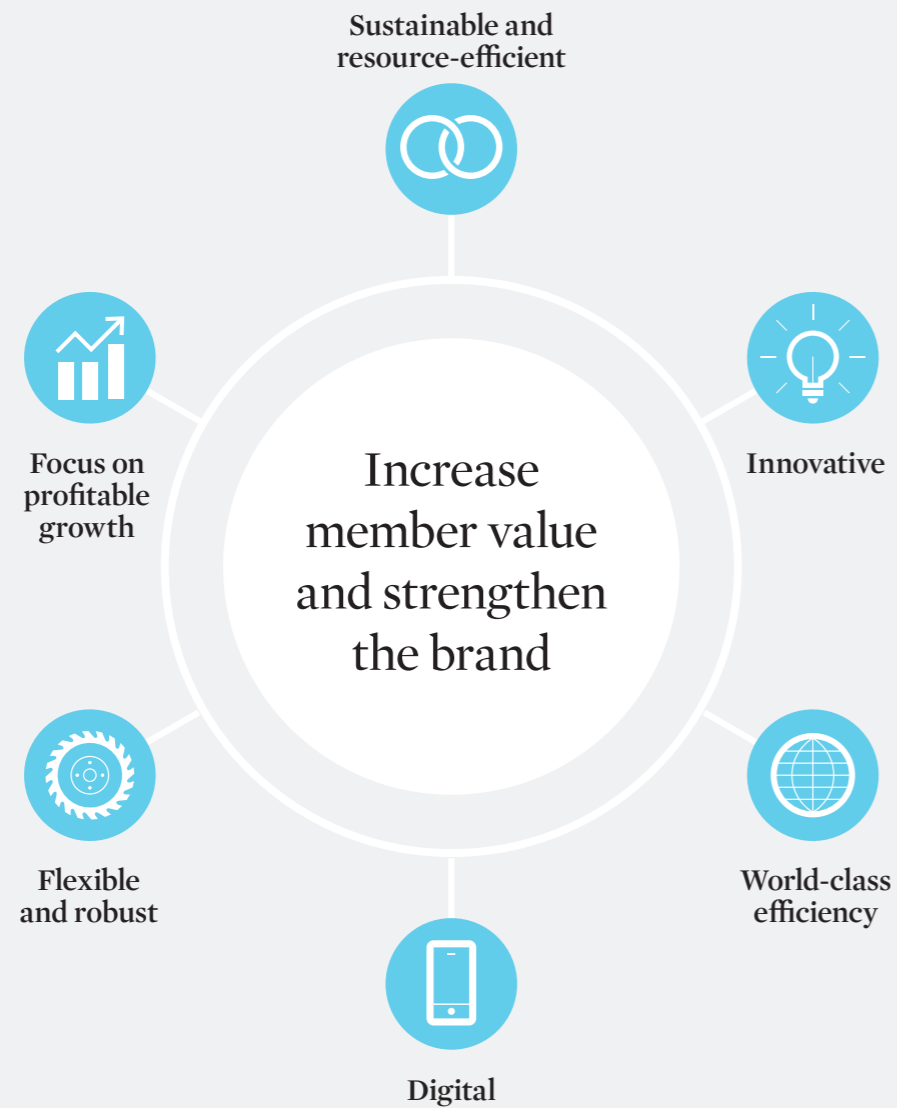 Sustainable and
resource-efficient
Innovative
Focus on
profitable
growth
Increase
member value
and strengthen
the brand
Flexible
and robust
World-class
efficiency
Digital